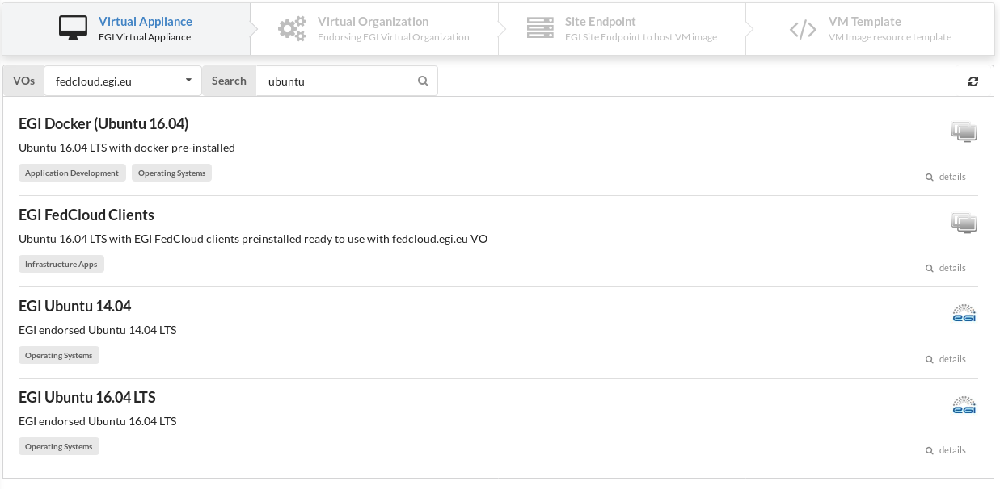 Virtual Appliance
EGI Virtual Appliance
Virtual Organization
Endorsing EGI Virtual Organization
Site Endpoint
EGI Site Endpoint to host VM image
VM Template
VM Image resource template
VOs fedcloud.egi.eu Search ubuntu
EGI Docker (Ubuntu 16.04)
Ubuntu 16.04 LTS with docker pre-installed
Application Development Operating Systems details
EGI FedCloud Clients
Ubuntu 16.04 LTS with EGI FedCloud clients preinstalled ready to use with fedcloud.egi.eu VO
Infrastructure Apps details
EGI Ubuntu 14.04
eGI
EGI endorsed Ubuntu 14.04 LTS
Operating Systems details
EGI Ubuntu 16.04 LTS
eGI
EGI endorsed Ubuntu 16.04 LTS
Operating Systems details